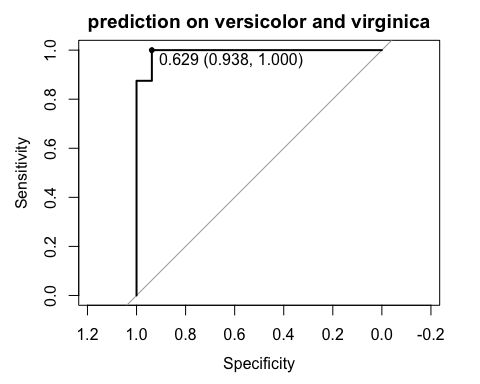 prediction on versicolor and virginica
1.0
0.629 (0.938, 1.000)
0.8
0.6
Sensitivity
0.4
0.2
0.0
1.2 1.0 0.8 0.6 0.4 0.2 0.0 -0.2
Specificity